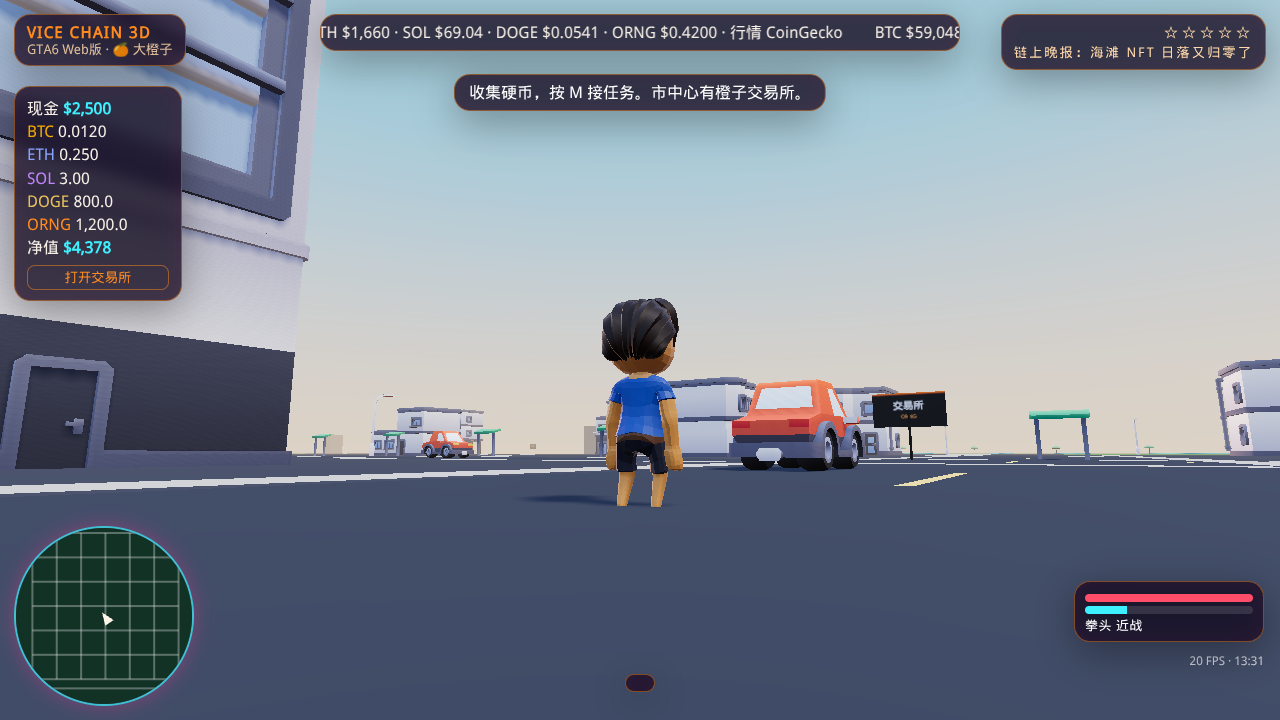 VICE CHAIN 3D
GTA6 Web版 · 🍊 大橙子
TH $1,660 · SOL $69.04 · DOGE $0.0541 · ORNG $0.4200 · 行情 CoinGecko BTC $59,048
☆☆☆☆☆
链上晚报：海滩 NFT 日落又归零了
收集硬币，按 M 接任务。市中心有橙子交易所。
现金 $2,500
BTC 0.0120
ETH 0.250
SOL 3.00
DOGE 800.0
ORNG 1,200.0
净值 $4,378
打开交易所
交易所
拳头 近战
20 FPS · 13:31